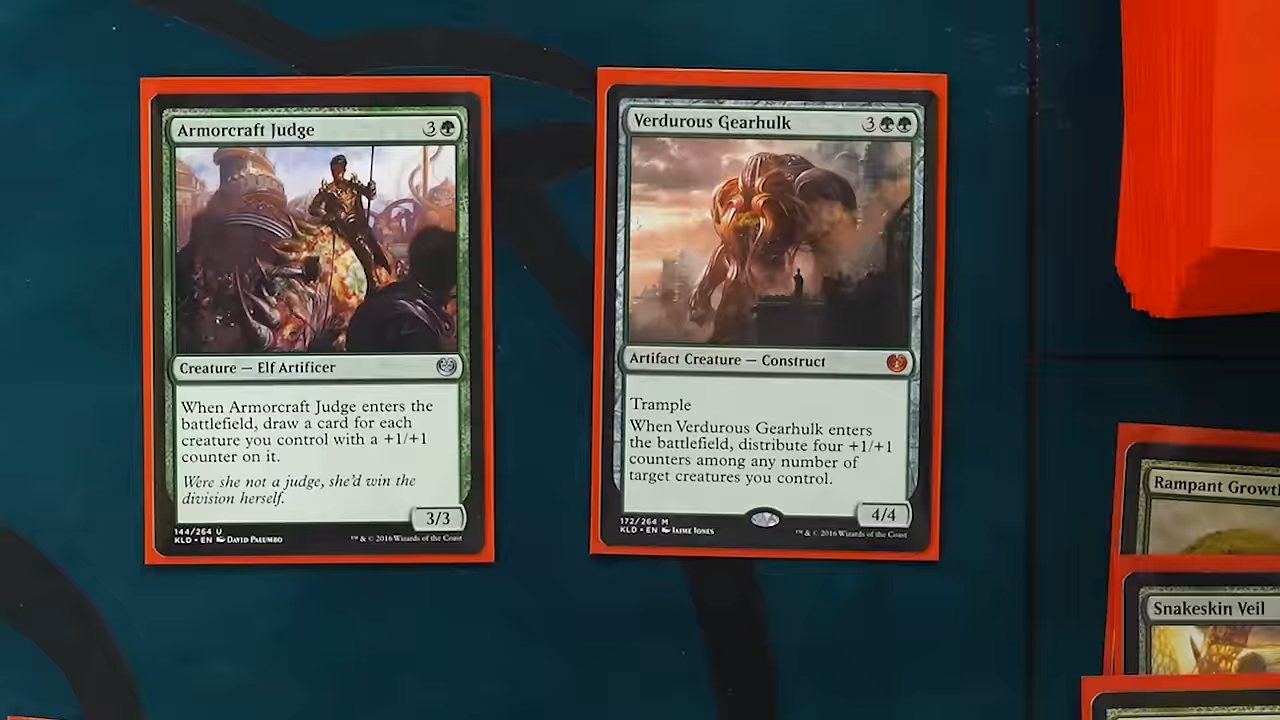 Armorcraft Judge
3
Creature — Elf Artificer
When Armorcraft Judge enters the
battlefield, draw a card for each
creature you control with a +1/+1
counter on it.
Were she not a judge, she'd win the
division herself.
3/3
144/264 U
KLD • EN DAVID PALUMBO
™ & © 2016 Wizards of the Coast
Verdurous Gearhulk
3
Artifact Creature — Construct
Trample
When Verdurous Gearhulk enters
the battlefield, distribute four +1/+1
counters among any number of
target creatures you control.
4/4
172/264 M
KLD • EN JAIME JONES
™ & © 2016 Wizards of the Coast
Rampant Growth
Snakeskin Veil